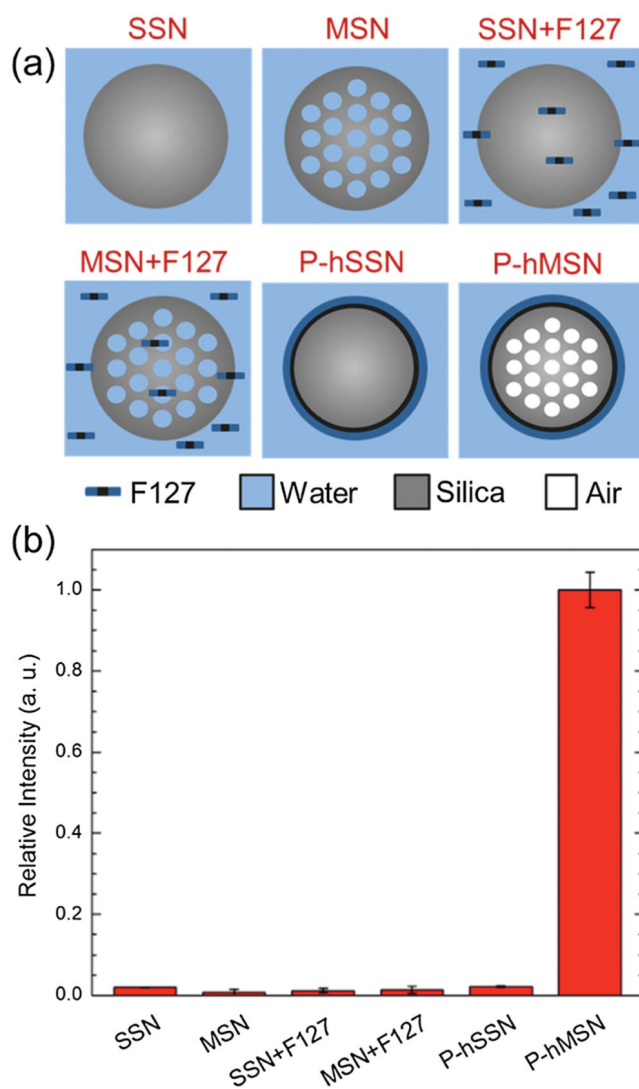 (a)
SSN MSN SSN+F127
MSN+F127 P-hSSN P-hMSN
F127 Water Silica Air
(b)
Relative Intensity (a. u.)
1.0
0.8
0.6
0.4
0.2
0.0
SSN MSN SSN+F127 MSN+F127 P-hSSN P-hMSN